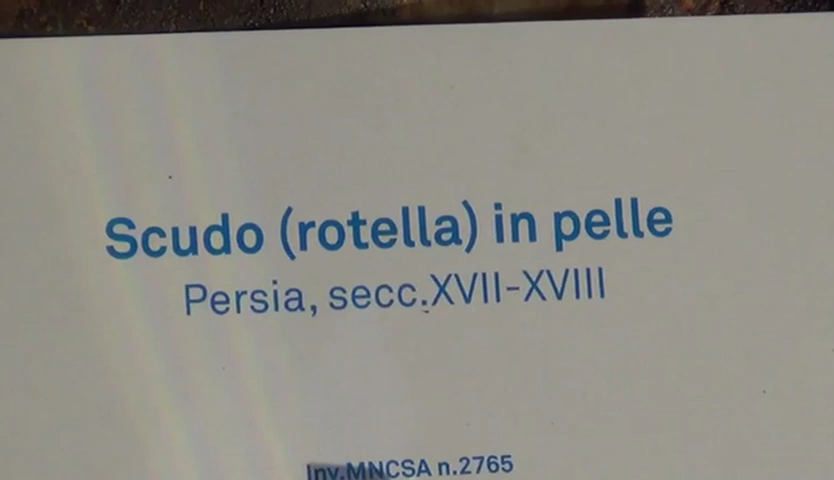 Scudo (rotella) in pelle
Persia, secc.XVII-XVIII
Inv.MNCSA n.2765